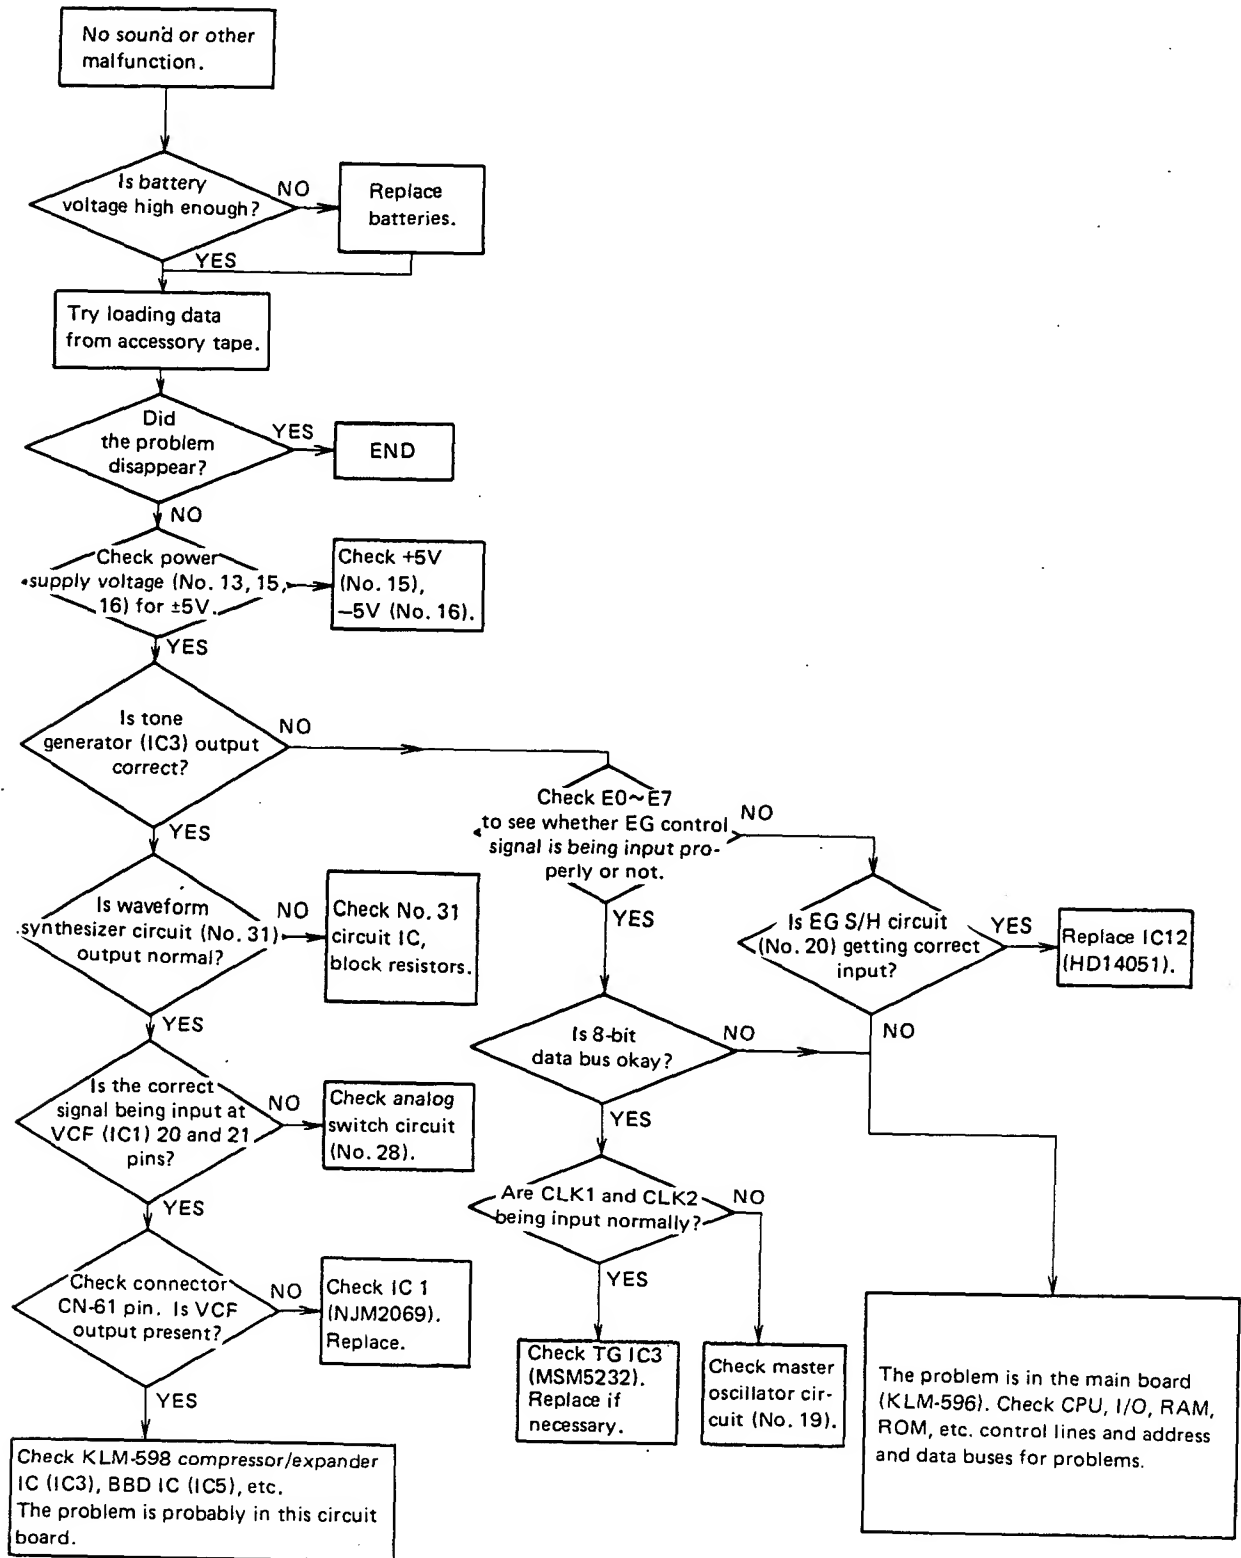 No sound or other
malfunction.
Is battery
voltage high enough?
NO
Replace
batteries.
YES
Try loading data
from accessory tape.
Did
the problem
disappear?
YES
END
NO
Check power
supply voltage (No. 13, 15,
16) for ±5V.
Check +5V
(No. 15),
–5V (No. 16).
YES
Is tone
generator (IC3) output
correct?
NO
YES
Check E0~E7
to see whether EG control
signal is being input pro-
perly or not.
NO
YES
Is waveform
synthesizer circuit (No. 31)
output normal?
NO
Check No. 31
circuit IC,
block resistors.
YES
Is EG S/H circuit
(No. 20) getting correct
input?
YES
Replace IC12
(HD14051).
NO
Is 8-bit
data bus okay?
NO
YES
Is the correct
signal being input at
VCF (IC1) 20 and 21
pins?
NO
Check analog
switch circuit
(No. 28).
YES
Are CLK1 and CLK2
being input normally?
NO
YES
Check connector
CN-61 pin. Is VCF
output present?
NO
Check IC 1
(NJM2069).
Replace.
YES
Check TG IC3
(MSM5232).
Replace if
necessary.
Check master
oscillator cir-
cuit (No. 19).
The problem is in the main board
(KLM-596). Check CPU, I/O, RAM,
ROM, etc. control lines and address
and data buses for problems.
Check KLM-598 compressor/expander
IC (IC3), BBD IC (IC5), etc.
The problem is probably in this circuit
board.